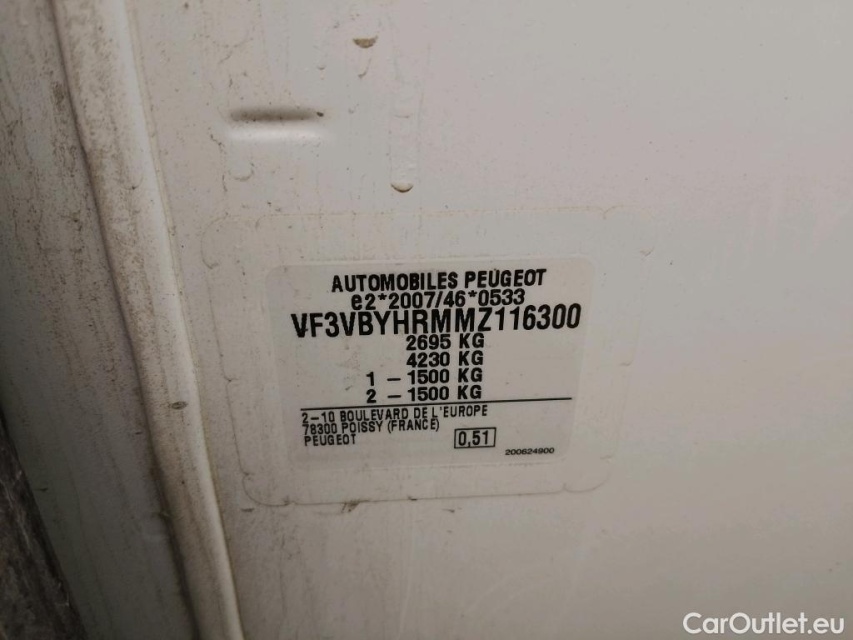 AUTOMOBILES PEUGEOT
e2*2007/46*0533
VF3VBYHRMMZ116300
2695 KG
4230 KG
1 - 1500 KG
2 - 1500 KG
2-10 BOULEVARD DE L'EUROPE
78300 POISSY (FRANCE)
PEUGEOT
0,51
200624900
CarOutlet.eu